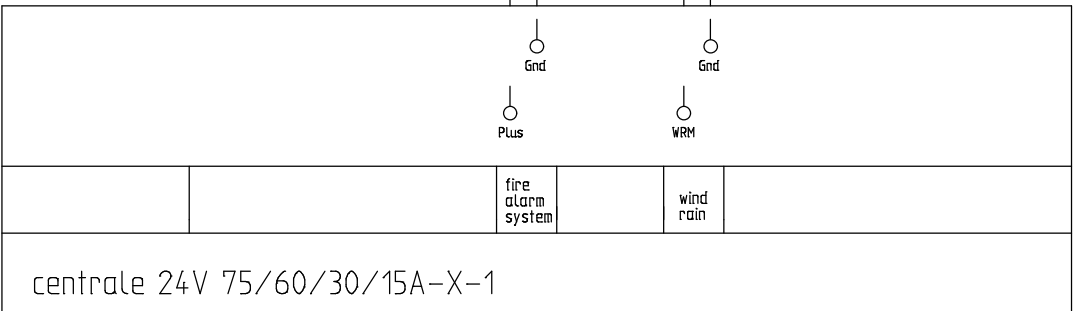 Gnd Gnd
Plus WRM
fire
alarm
system
wind
rain
centrale 24V 75/60/30/15A-X-1